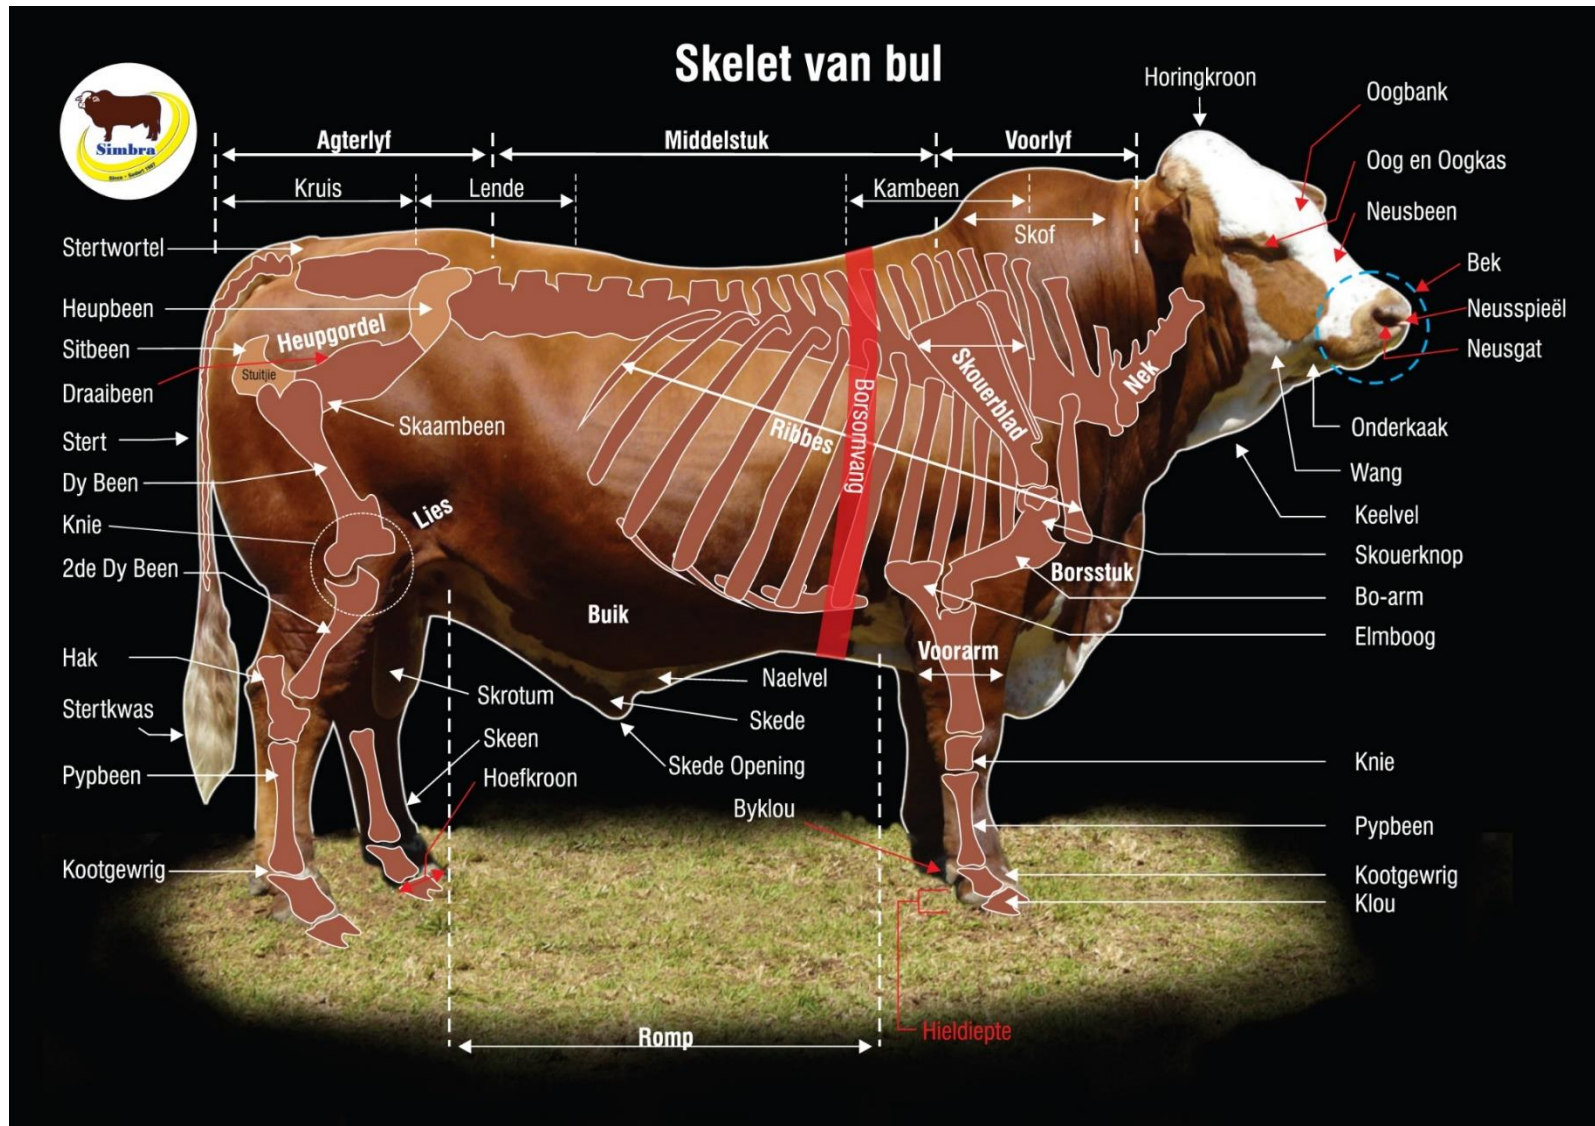 Skelet van bul
Simbra
Agterlyf
Middelstuk
Voorlyf
Kruis
Lende
Kambeen
Skof
Horingkroon
Oogbank
Oog en Oogkas
Neusbeen
Bek
Neusspieël
Neusgat
Onderkaak
Wang
Keelvel
Skouerknop
Bo-arm
Elmboog
Knie
Pypbeen
Kootgewrig
Klou
Stertwortel
Heupbeen
Sitbeen
Draaibeen
Stert
Dy Been
Knie
2de Dy Been
Hak
Stertkwas
Pypbeen
Kootgewrig
Heupgordel
Stuitjie
Skaambeen
Lies
Ribbes
Borsomvang
Skouerblad
Nek
Borsstuk
Buik
Voorarm
Naelvel
Skede
Skede Opening
Skrotum
Skeen
Hoefkroon
Byklou
Hieldiepte
Romp